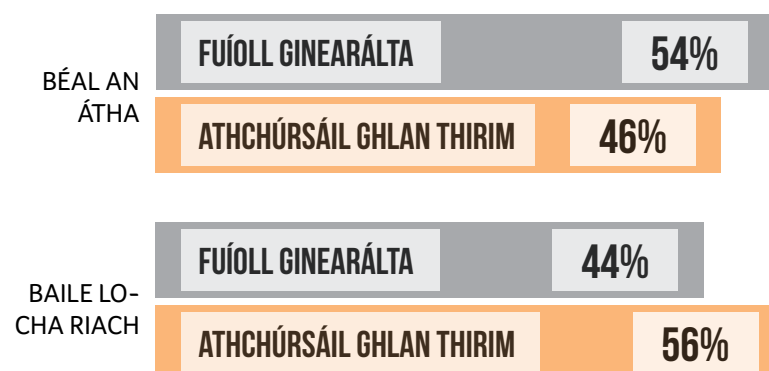 BÉAL AN
ÁTHA
FUÍOLL GINEARÁLTA 54%
ATHCHÚRSÁIL GHLAN THIRIM 46%
BAILE LO-
CHA RIACH
FUÍOLL GINEARÁLTA 44%
ATHCHÚRSÁIL GHLAN THIRIM 56%